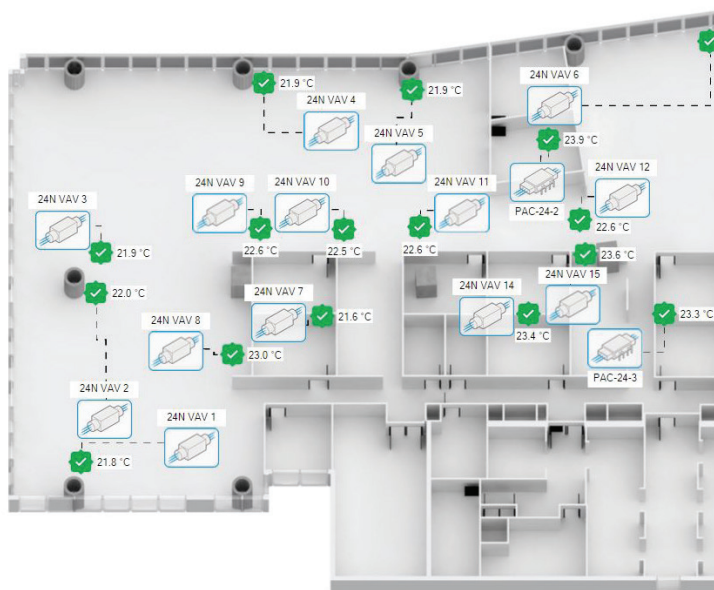 24N VAV 6
21.9 °C
24N VAV 4
21.9 °C
24N VAV 5
23.9 °C
PAC-24-2
24N VAV 12
22.6 °C
24N VAV 3
21.9 °C
24N VAV 9
22.6 °C
24N VAV 10
22.5 °C
24N VAV 11
22.6 °C
23.6 °C
24N VAV 15
22.0 °C
24N VAV 7
21.6 °C
24N VAV 14
23.4 °C
23.3 °C
24N VAV 8
23.0 °C
PAC-24-3
24N VAV 2
24N VAV 1
21.8 °C